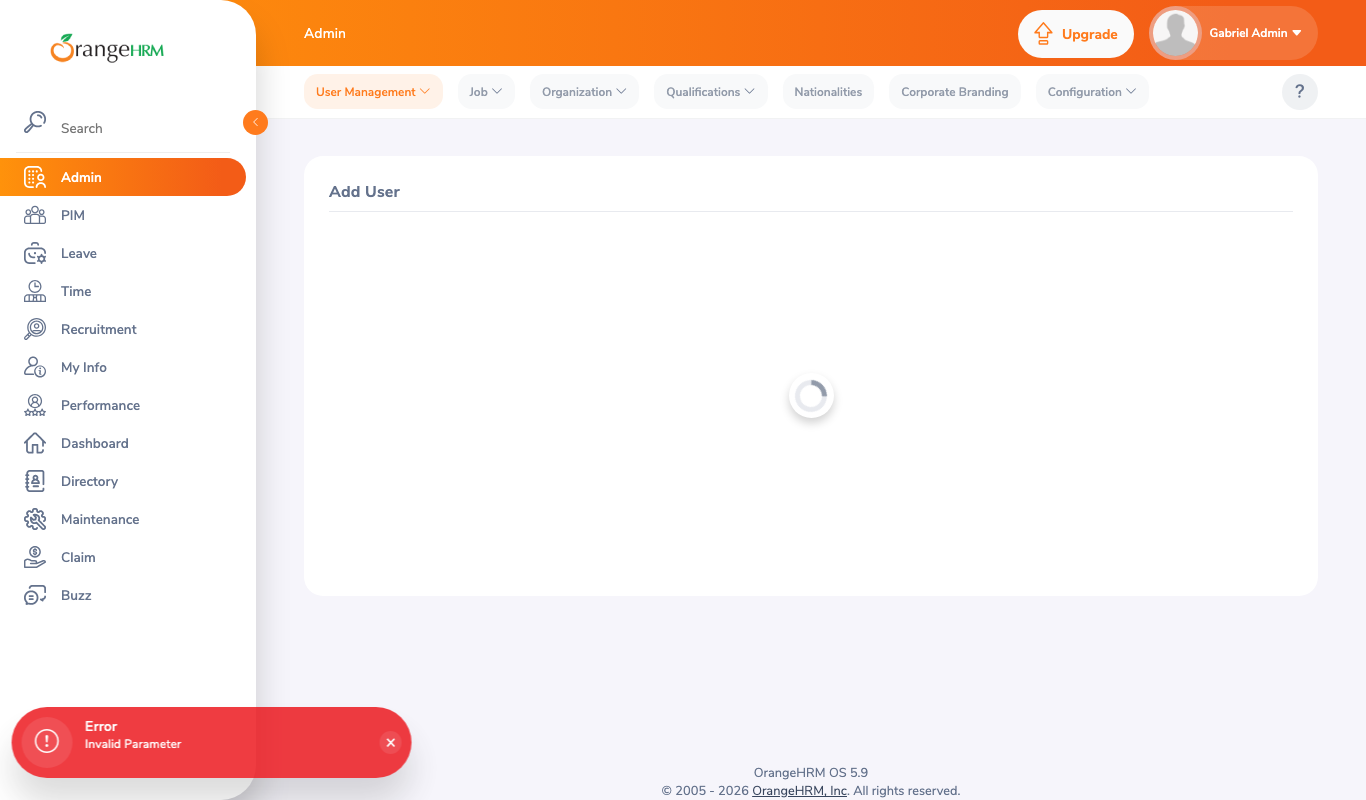 OrangeHRM
Search
Admin
PIM
Leave
Time
Recruitment
My Info
Performance
Dashboard
Directory
Maintenance
Claim
Buzz
Admin
Upgrade
Gabriel Admin
User Management
Job
Organization
Qualifications
Nationalities
Corporate Branding
Configuration
?
Add User
Error
Invalid Parameter
OrangeHRM OS 5.9
© 2005 - 2026 OrangeHRM, Inc. All rights reserved.